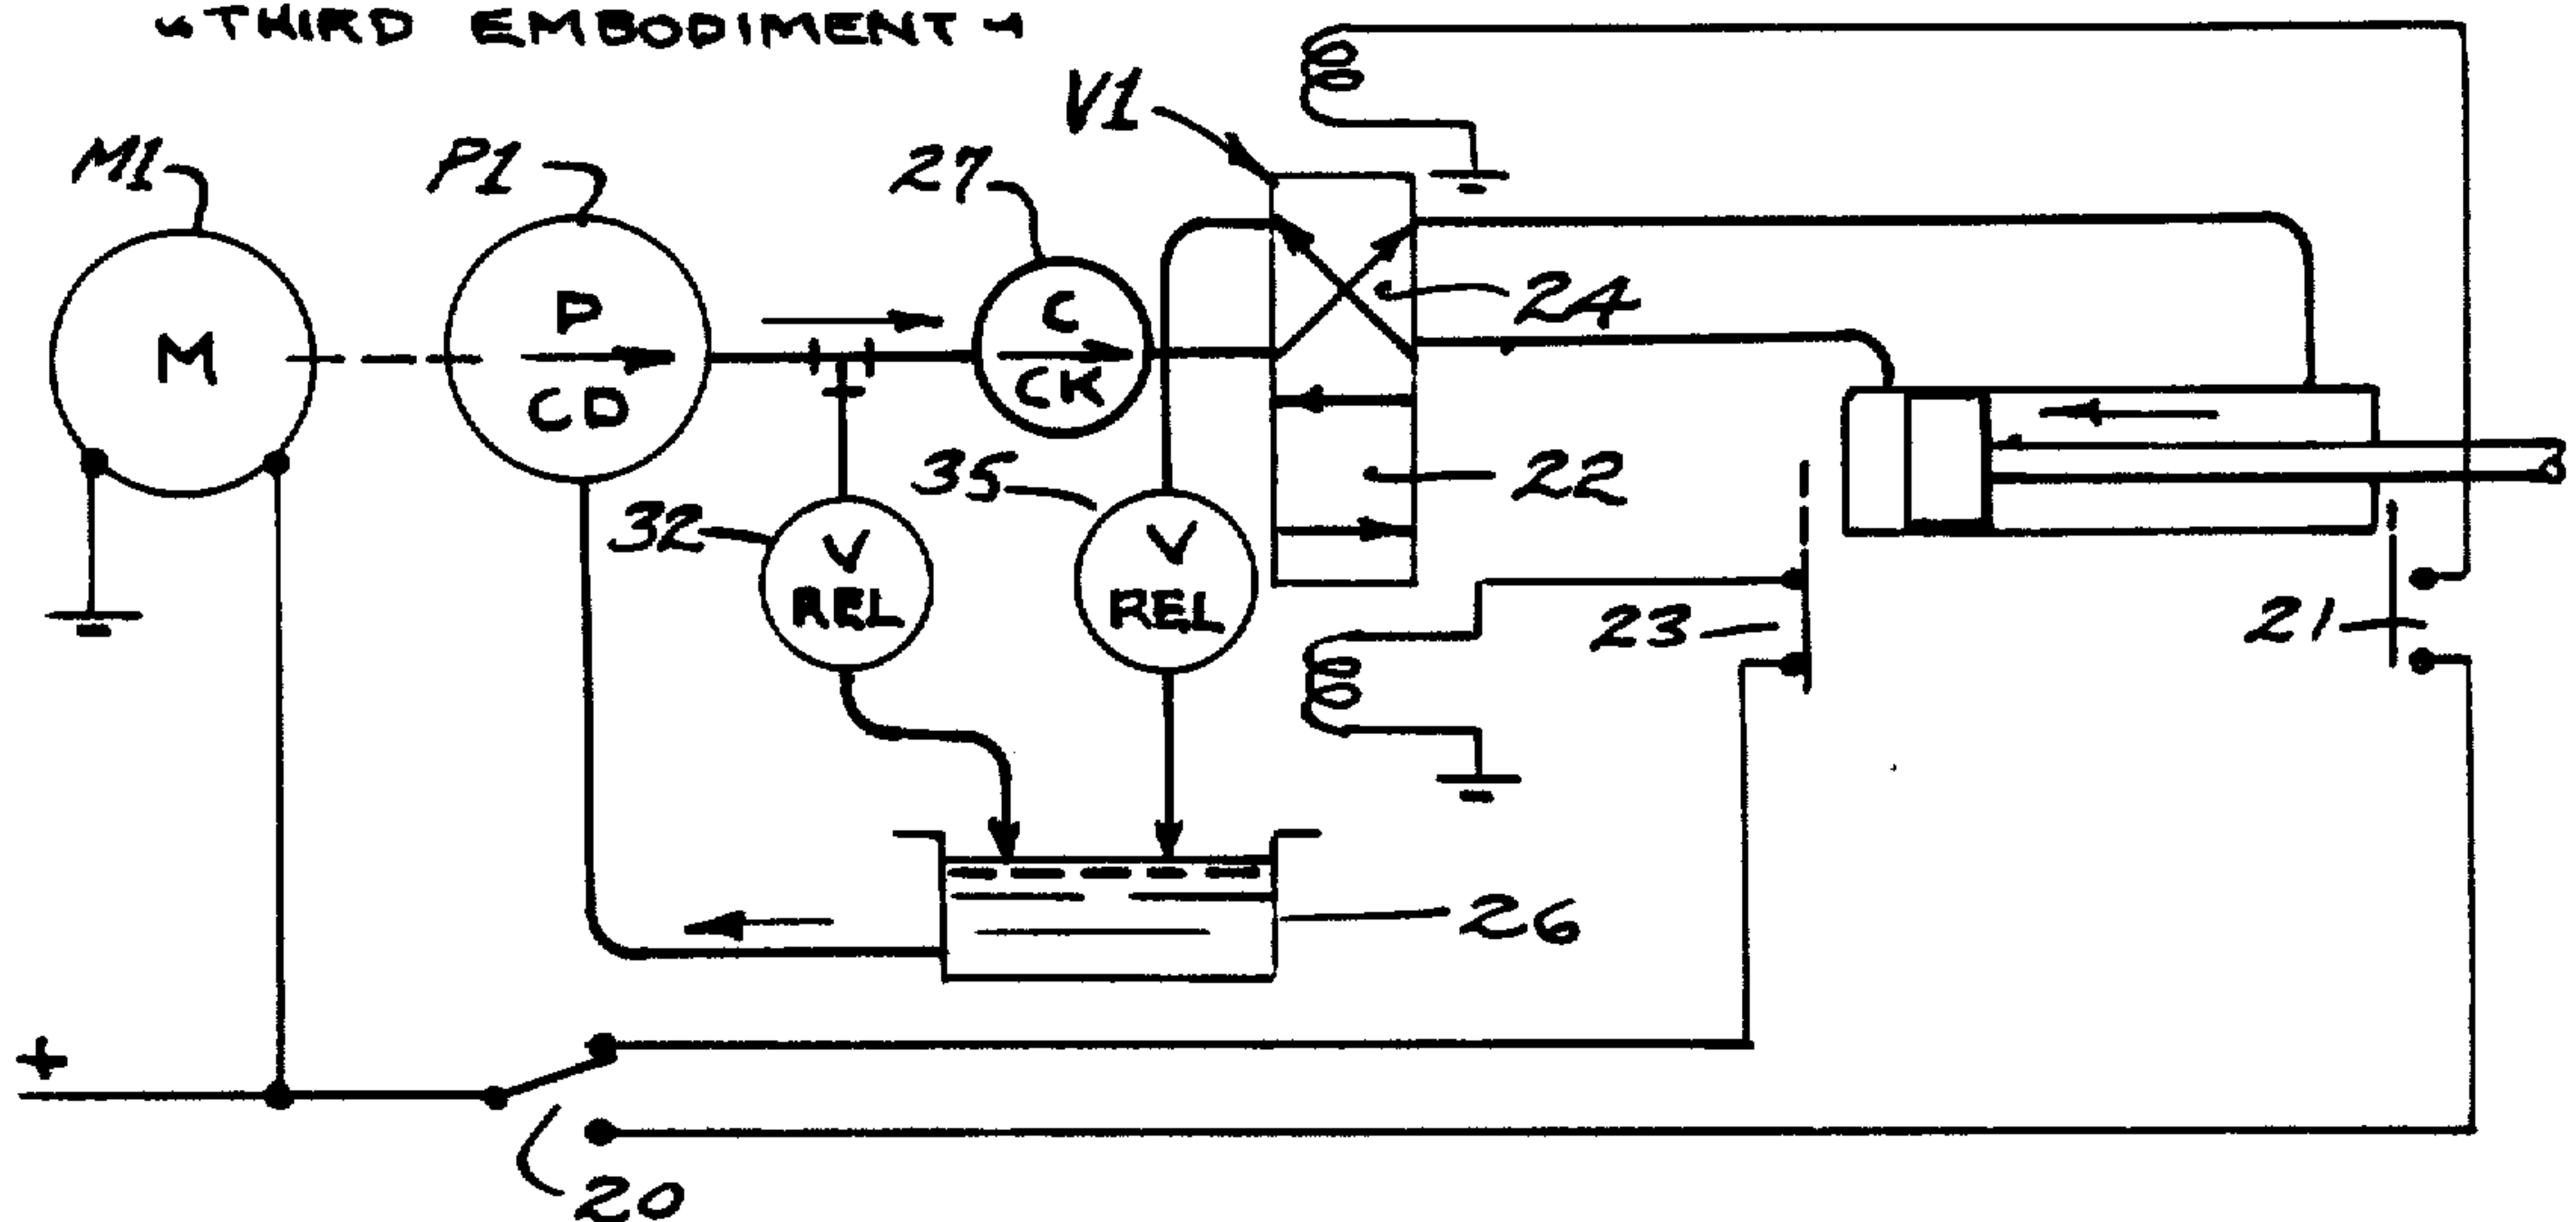 THIRD EMBODIMENT
M1
P1
27
V1
M
P
CD
C
CK
24
22
35
32
V
REL
V
REL
23
21
26
+
20